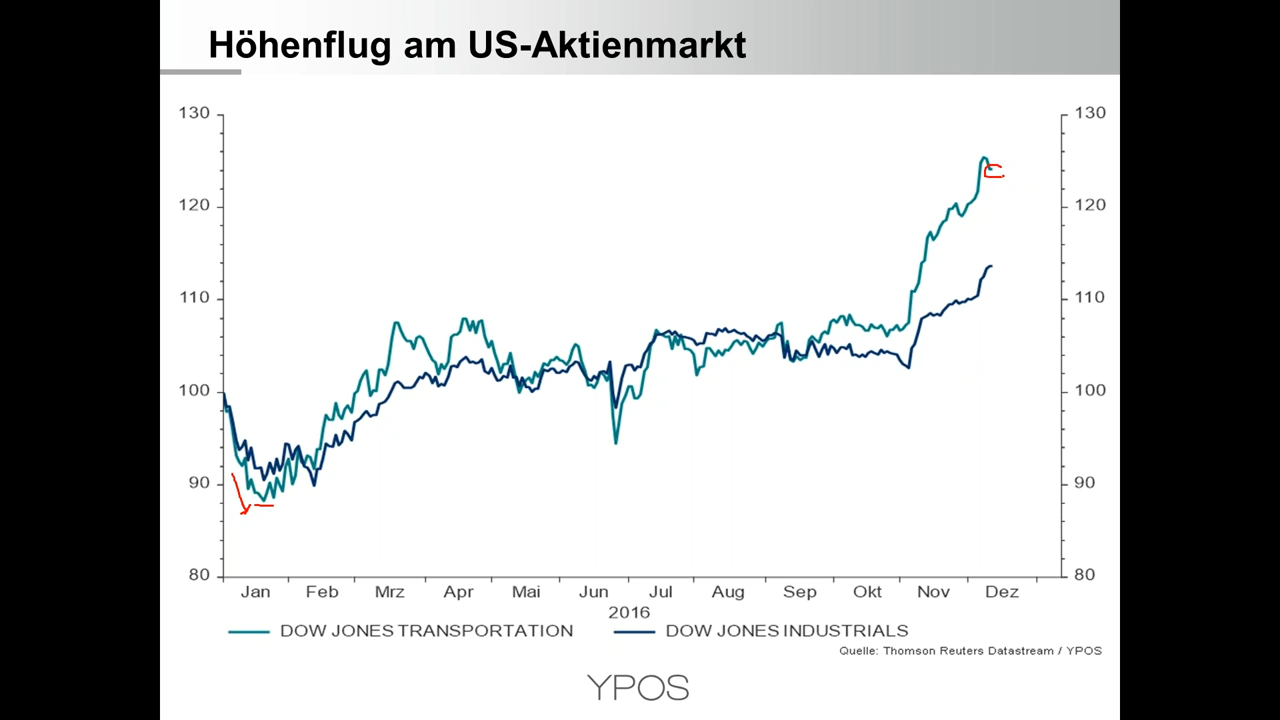 Höhenflug am US-Aktienmarkt
130 130
120 120
110 110
100 100
90 90
80 80
Jan Feb Mrz Apr Mai Jun Jul Aug Sep Okt Nov Dez
2016
DOW JONES TRANSPORTATION DOW JONES INDUSTRIALS
Quelle: Thomson Reuters Datastream / YPOS
YPOS